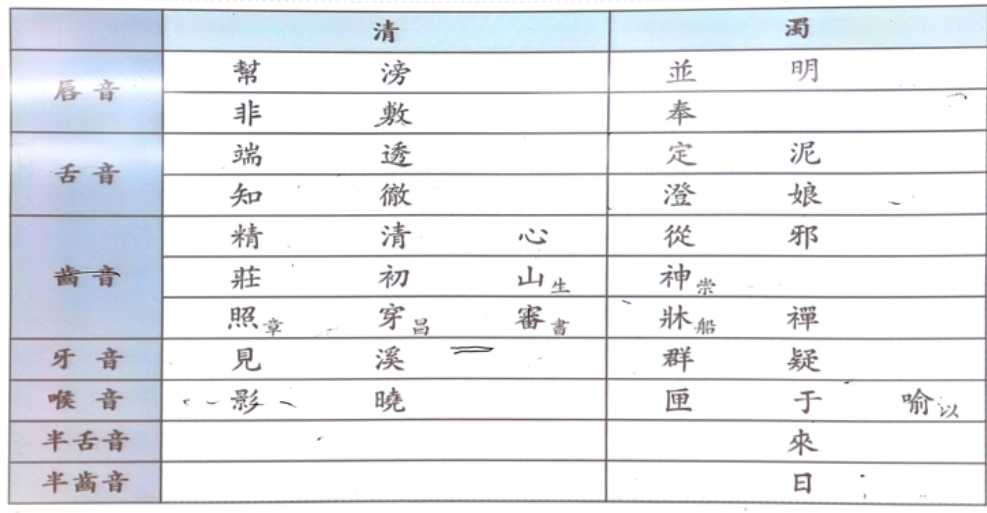 清 濁
唇音 幫 滂 並 明
非 敷 奉
舌音 端 透 定 泥
知 徹 澄 娘
齒音 精 清 心 從 邪
莊 初 山生 神崇
照章 穿昌 審書 牀船 禪
牙音 見 溪 群 疑
喉音 影 曉 匣 于 喻以
半舌音 來
半齒音 日